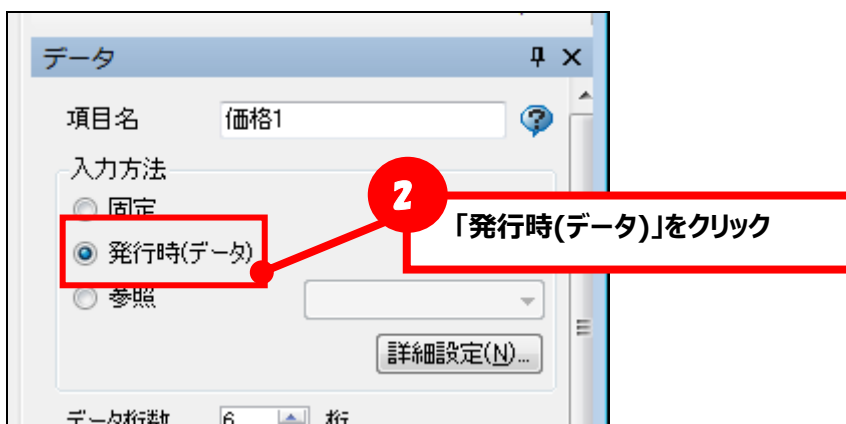 データ
項目名 価格1
入力方法
固定
2
発行時(データ)
「発行時(データ)」をクリック
参照
詳細設定(N)...
データ桁数 6 桁